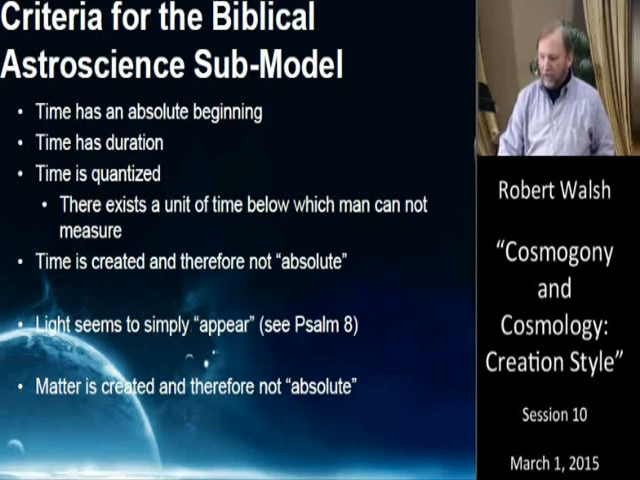 Criteria for the Biblical
Astroscience Sub-Model
• Time has an absolute beginning
• Time has duration
• Time is quantized
• There exists a unit of time below which man can not
measure
• Time is created and therefore not “absolute”
• Light seems to simply “appear” (see Psalm 8)
• Matter is created and therefore not “absolute”
Robert Walsh
“Cosmogony
and
Cosmology:
Creation Style”
Session 10
March 1, 2015